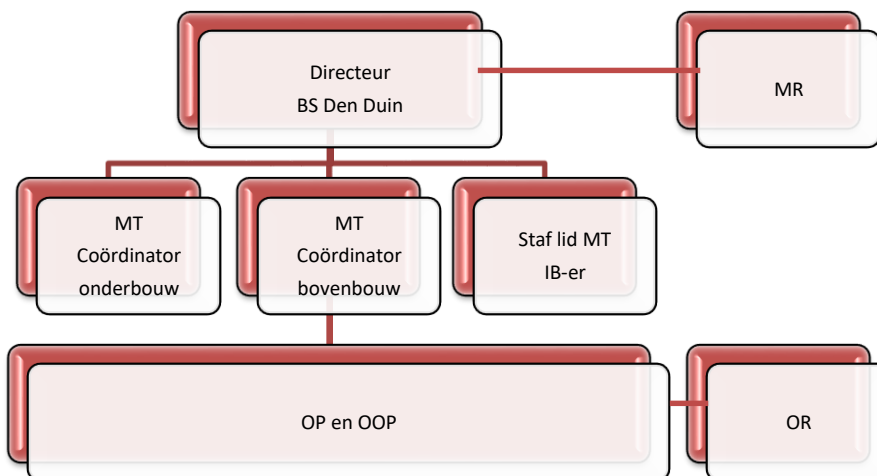 Directeur
BS Den Duin
MR
MT
Coördinator
onderbouw
MT
Coördinator
bovenbouw
Staf lid MT
IB-er
OP en OOP
OR